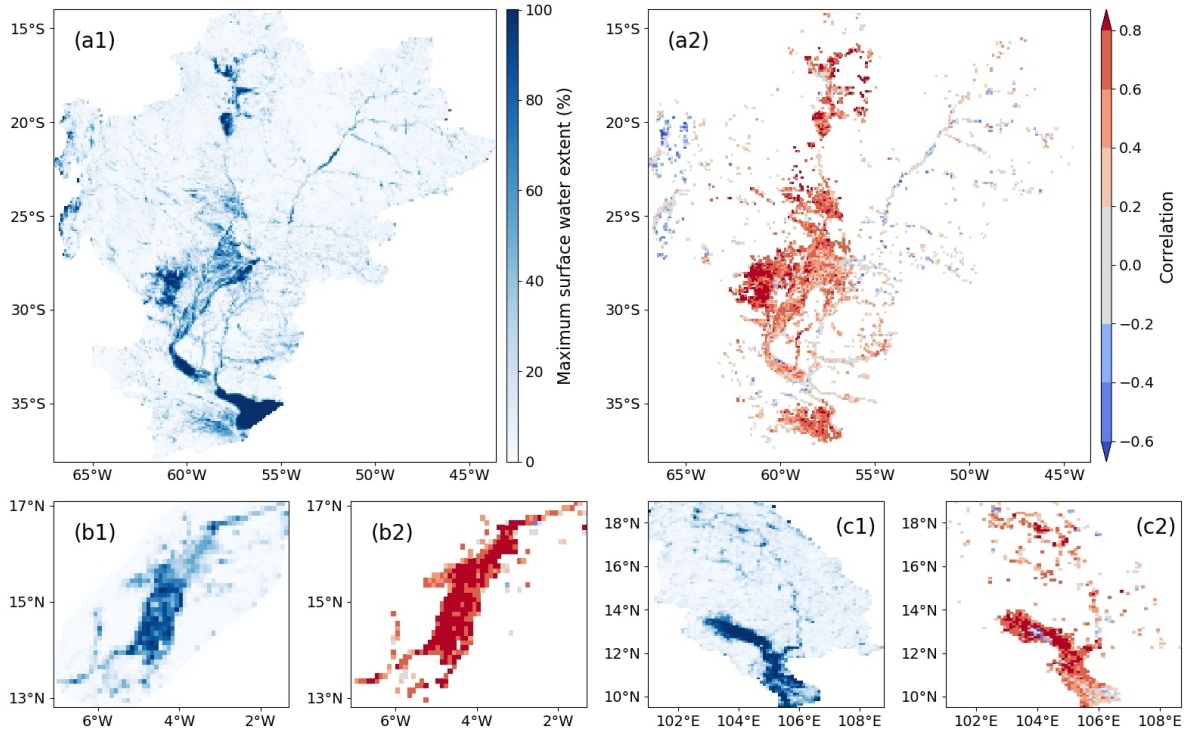 (a1)
15°S
20°S
25°S
30°S
35°S
65°W 60°W 55°W 50°W 45°W
100
80
60
40
20
0
Maximum surface water extent (%)
(a2)
15°S
20°S
25°S
30°S
35°S
65°W 60°W 55°W 50°W 45°W
0.8
0.6
0.4
0.2
0.0
−0.2
−0.4
−0.6
Correlation
(b1)
17°N
15°N
13°N
6°W 4°W 2°W
(b2)
17°N
15°N
13°N
6°W 4°W 2°W
(c1)
18°N
16°N
14°N
12°N
10°N
102°E 104°E 106°E 108°E
(c2)
18°N
16°N
14°N
12°N
10°N
102°E 104°E 106°E 108°E